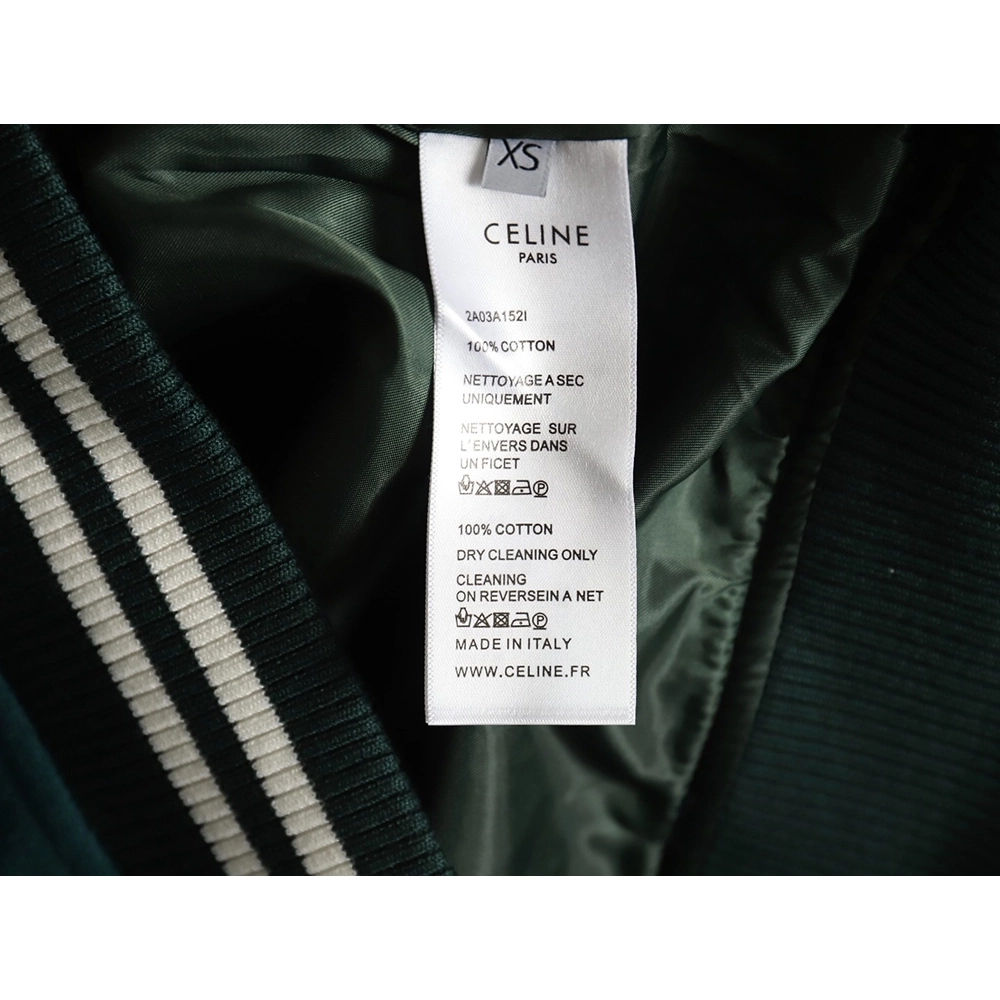 XS
CELINE
PARIS
2A03A152I
100% COTTON
NETTOYAGE A SEC
UNIQUEMENT
NETTOYAGE SUR
L'ENVERS DANS
UN FICET
100% COTTON
DRY CLEANING ONLY
CLEANING
ON REVERSEIN A NET
MADE IN ITALY
WWW.CELINE.FR